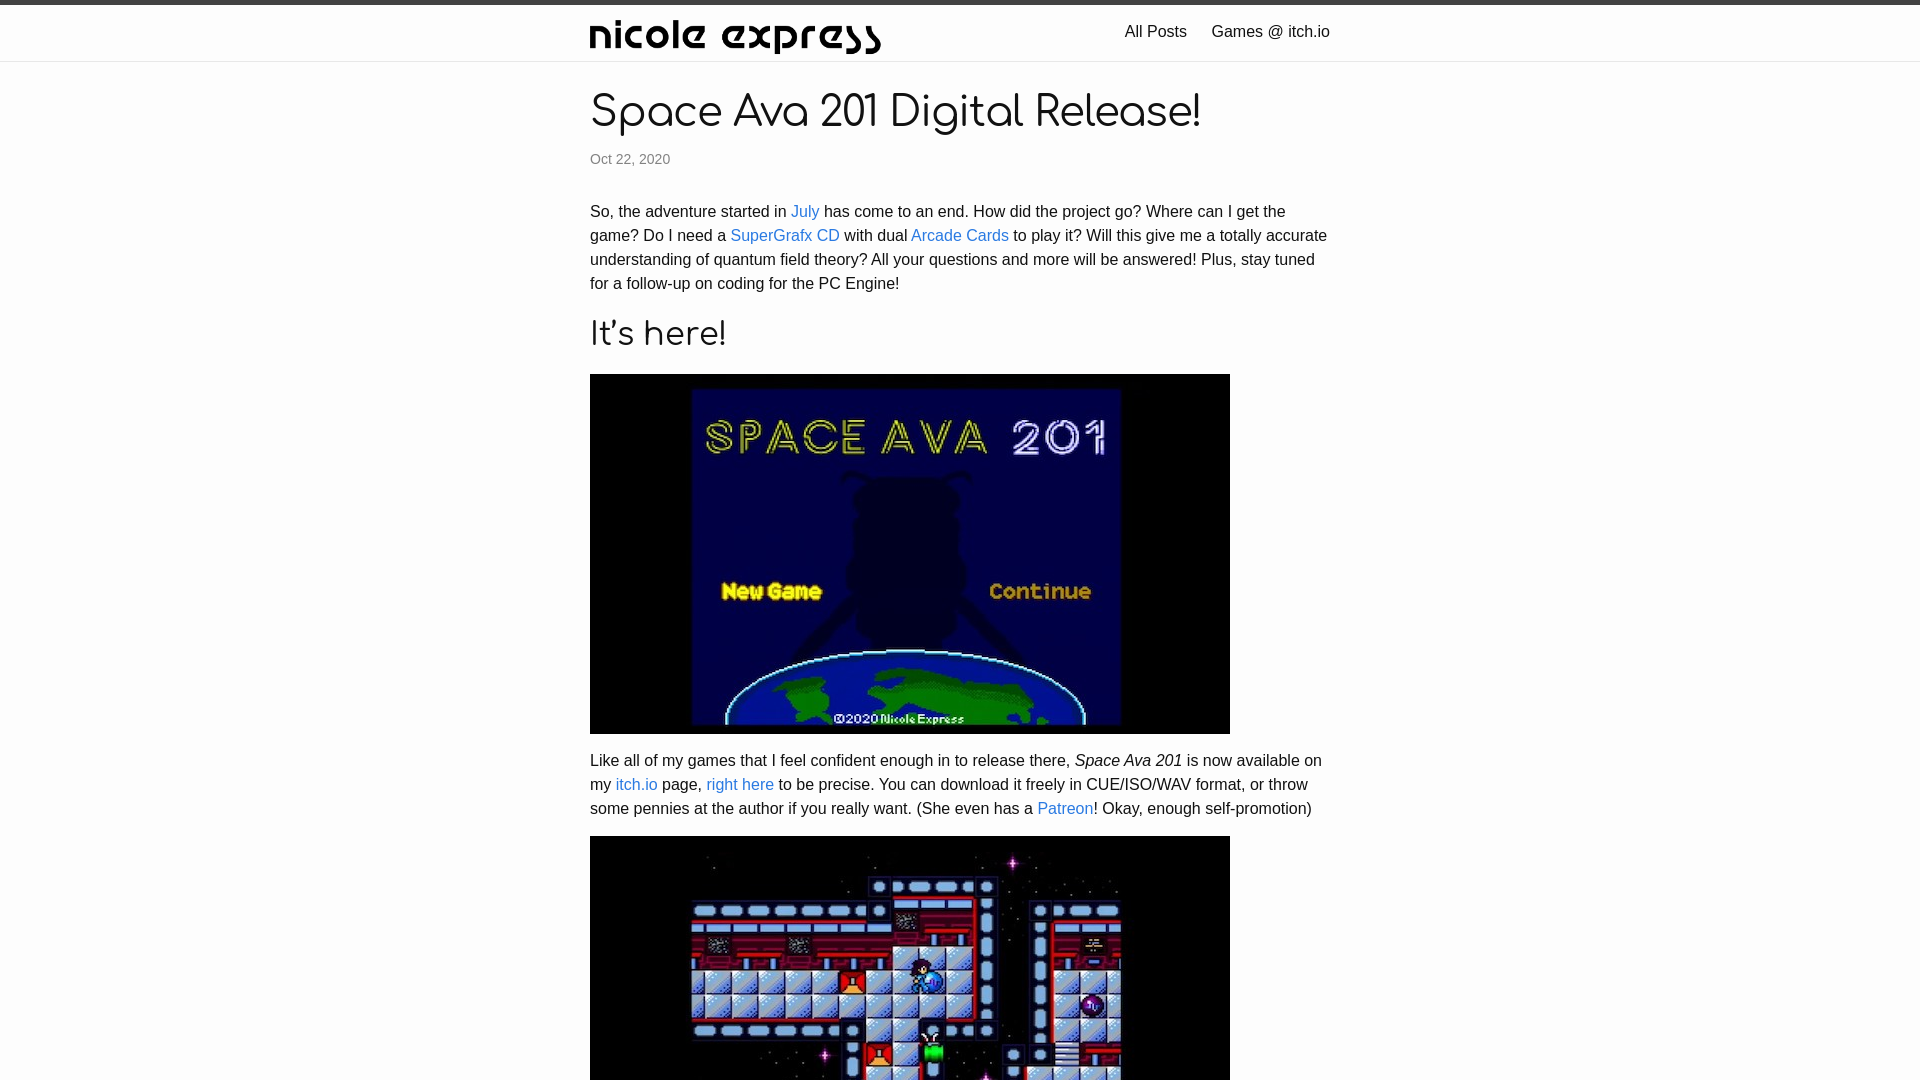 nicole express
All Posts
Games @ itch.io
Space Ava 201 Digital Release!
Oct 22, 2020
So, the adventure started in July has come to an end. How did the project go? Where can I get the
game? Do I need a SuperGrafx CD with dual Arcade Cards to play it? Will this give me a totally accurate
understanding of quantum field theory? All your questions and more will be answered! Plus, stay tuned
for a follow-up on coding for the PC Engine!
It’s here!
SPACE AVA 201
New Game
Continue
©2020 Nicole Express
Like all of my games that I feel confident enough in to release there, Space Ava 201 is now available on
my itch.io page, right here to be precise. You can download it freely in CUE/ISO/WAV format, or throw
some pennies at the author if you really want. (She even has a Patreon! Okay, enough self-promotion)